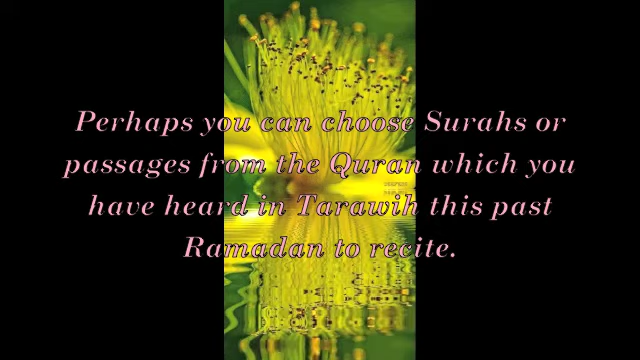 Perhaps you can choose Surahs or
passages from the Quran which you
have heard in Tarawih this past
Ramadan to recite.